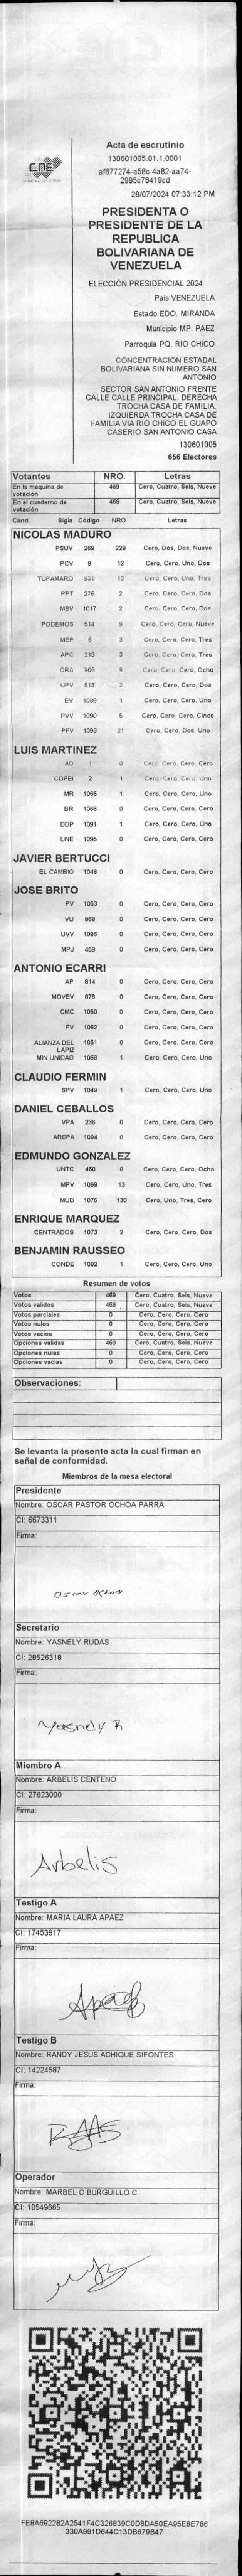 Acta de escrutinio
130601005.01.1.0001
af677274-a58c-4a82-aa74-
2995c78419cd
28/07/2024 07:33:12 PM
CNE
PRESIDENTA O
PRESIDENTE DE LA
REPUBLICA
BOLIVARIANA DE
VENEZUELA
ELECCIÓN PRESIDENCIAL 2024
Pais VENEZUELA
Estado EDO. MIRANDA
Municipio MP. PAEZ
Parroquia PQ. RIO CHICO
CONCENTRACION ESTADAL
BOLIVARIANA SIN NUMERO SAN
ANTONIO
SECTOR SAN ANTONIO FRENTE
CALLE CALLE PRINCIPAL. DERECHA
TROCHA CASA DE FAMILIA.
IZQUIERDA TROCHA CASA DE
FAMILIA VIA RIO CHICO EL GUAPO
CASERIO SAN ANTONIO CASA
130601005
656 Electores
Votantes NRO. Letras
En la máquina de votación 469 Cero, Cuatro, Seis, Nueve
En el cuaderno de votación 469 Cero, Cuatro, Seis, Nueve
Cand. Sigla Código NRO. Letras
NICOLAS MADURO
PSUV 269 229 Cero, Dos, Dos, Nueve
PCV 9 12 Cero, Cero, Uno, Dos
TUPAMARO 931 13 Cero, Cero, Uno, Tres
PPT 276 2 Cero, Cero, Cero, Dos
MSV 1017 2 Cero, Cero, Cero, Dos
PODEMOS 514 9 Cero, Cero, Cero, Nueve
MEP 6 3 Cero, Cero, Cero, Tres
APC 219 3 Cero, Cero, Cero, Tres
ORA 908 8 Cero, Cero, Cero, Ocho
UPV 513 2 Cero, Cero, Cero, Dos
EV 1089 1 Cero, Cero, Cero, Uno
PVV 1090 5 Cero, Cero, Cero, Cinco
PFV 1093 21 Cero, Cero, Dos, Uno
LUIS MARTINEZ
AD 1 0 Cero, Cero, Cero, Cero
COPEI 2 1 Cero, Cero, Cero, Uno
MR 1065 1 Cero, Cero, Cero, Uno
BR 1066 0 Cero, Cero, Cero, Cero
DDP 1091 1 Cero, Cero, Cero, Uno
UNE 1095 0 Cero, Cero, Cero, Cero
JAVIER BERTUCCI
EL CAMBIO 1048 0 Cero, Cero, Cero, Cero
JOSE BRITO
PV 1053 0 Cero, Cero, Cero, Cero
VU 968 0 Cero, Cero, Cero, Cero
UVV 1096 0 Cero, Cero, Cero, Cero
MPJ 458 0 Cero, Cero, Cero, Cero
ANTONIO ECARRI
AP 814 0 Cero, Cero, Cero, Cero
MOVEV 878 0 Cero, Cero, Cero, Cero
CMC 1050 0 Cero, Cero, Cero, Cero
FV 1062 0 Cero, Cero, Cero, Cero
ALIANZA DEL LAPIZ 1051 0 Cero, Cero, Cero, Cero
MIN UNIDAD 1068 1 Cero, Cero, Cero, Uno
CLAUDIO FERMIN
SPV 1049 1 Cero, Cero, Cero, Uno
DANIEL CEBALLOS
VPA 236 0 Cero, Cero, Cero, Cero
AREPA 1094 0 Cero, Cero, Cero, Cero
EDMUNDO GONZALEZ
UNTC 460 8 Cero, Cero, Cero, Ocho
MPV 1069 13 Cero, Cero, Uno, Tres
MUD 1075 130 Cero, Uno, Tres, Cero
ENRIQUE MARQUEZ
CENTRADOS 1073 2 Cero, Cero, Cero, Dos
BENJAMIN RAUSSEO
CONDE 1092 1 Cero, Cero, Cero, Uno
Resumen de votos
Votos 469 Cero, Cuatro, Seis, Nueve
Votos validos 469 Cero, Cuatro, Seis, Nueve
Votos parciales 0 Cero, Cero, Cero, Cero
Votos nulos 0 Cero, Cero, Cero, Cero
Votos vacios 0 Cero, Cero, Cero, Cero
Opciones validas 469 Cero, Cuatro, Seis, Nueve
Opciones nulas 0 Cero, Cero, Cero, Cero
Opciones vacias 0 Cero, Cero, Cero, Cero
Observaciones:
Se levanta la presente acta la cual firman en
señal de conformidad.
Miembros de la mesa electoral
Presidente
Nombre: OSCAR PASTOR OCHOA PARRA
CI: 6673311
Firma:
Oscar Ochoa
Secretario
Nombre: YASNELY RUDAS
CI: 28526318
Firma:
Yasnely R
Miembro A
Nombre: ARBELIS CENTENO
CI: 27623000
Firma:
Arbelis
Testigo A
Nombre: MARIA LAURA APAEZ
CI: 17453917
Firma:
Apaez
Testigo B
Nombre: RANDY JESUS ACHIQUE SIFONTES
CI: 14224587
Firma:
Operador
Nombre: MARBEL C BURGUILLO C
CI: 10549665
Firma:
FE8A692282A2541F4C326839C0D8DA50EA95E8E786
330A991D644C13DB679B47